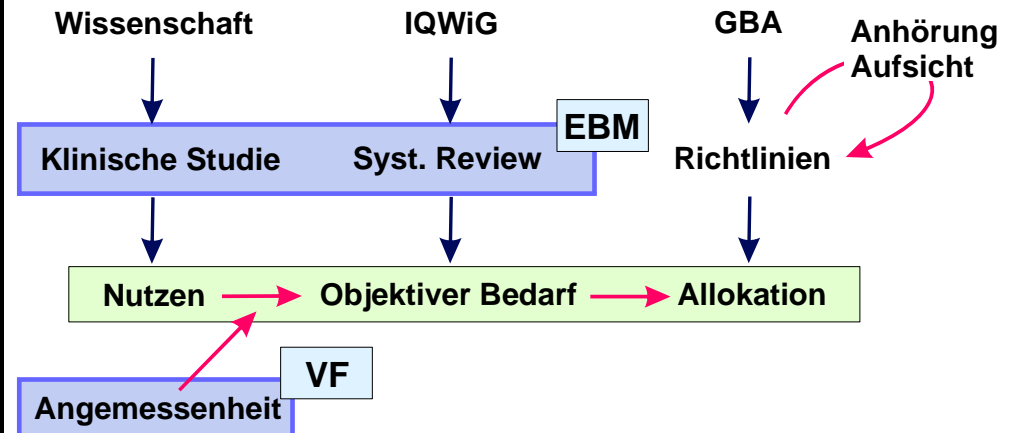 Wissenschaft
IQWiG
GBA
Anhörung
Aufsicht
EBM
Klinische Studie
Syst. Review
Richtlinien
Nutzen
Objektiver Bedarf
Allokation
VF
Angemessenheit